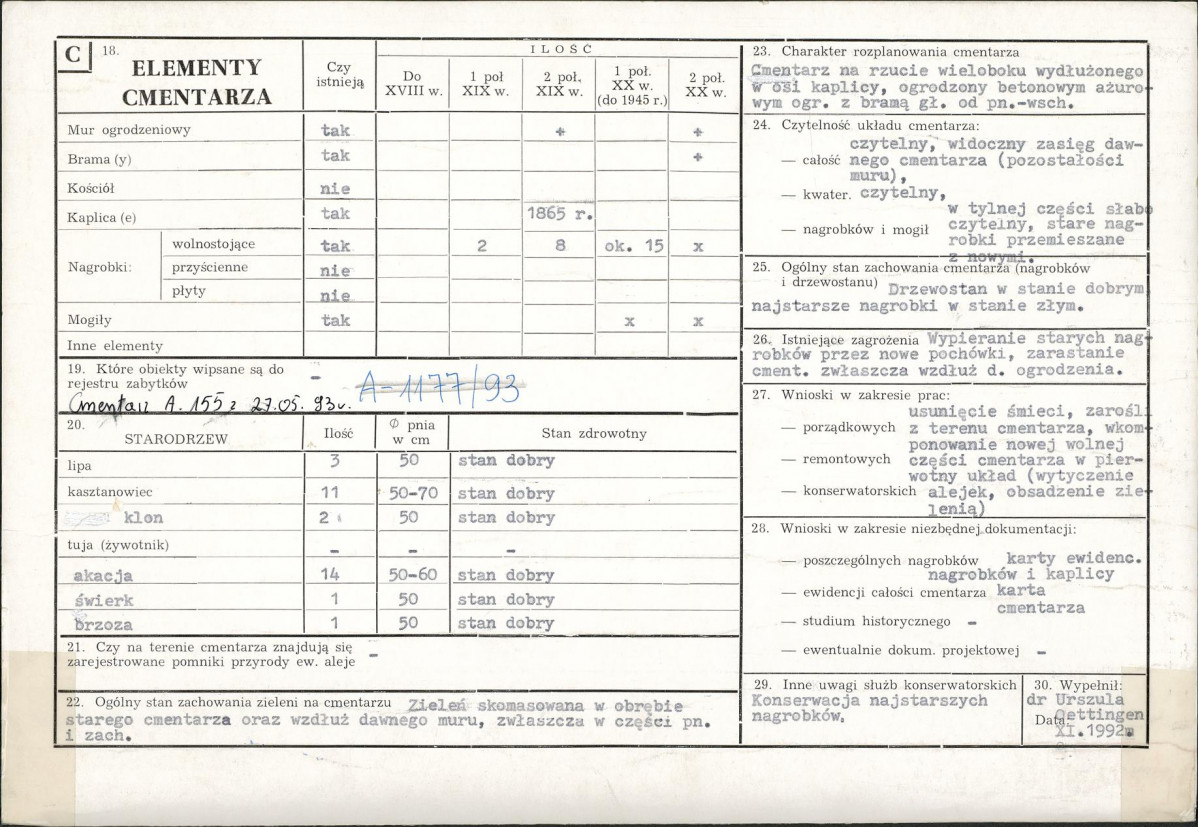 C 18.
ELEMENTY
CMENTARZA
Czy
istnieją
ILOŚĆ
Do
XVIII w.
1 poł
XIX w.
2 poł.
XIX w.
1 poł.
XX w.
(do 1945 r.)
2 poł.
XX w.
Mur ogrodzeniowy tak + +
Brama (y) tak +
Kościół nie
Kaplica (e) tak 1865 r.
Nagrobki:
wolnostojące tak 2 8 ok. 15 x
przyścienne nie
płyty nie
Mogiły tak x x
Inne elementy
19. Które obiekty wipsane są do
rejestru zabytków –
A-1177/93
Cmentarz A. 155 z 27.05. 93 r.
20.
STARODRZEW
Ilość
Ø pnia
w cm
Stan zdrowotny
lipa 3 50 stan dobry
kasztanowiec 11 50-70 stan dobry
klon 2 50 stan dobry
tuja (żywotnik) – – –
akacja 14 50-60 stan dobry
świerk 1 50 stan dobry
brzoza 1 50 stan dobry
21. Czy na terenie cmentarza znajdują się
zarejestrowane pomniki przyrody ew. aleje –
22. Ogólny stan zachowania zieleni na cmentarzu Zieleń skomasowana w obrębie
starego cmentarza oraz wzdłuż dawnego muru, zwłaszcza w części pn.
i zach.
23. Charakter rozplanowania cmentarza
Cmentarz na rzucie wieloboku wydłużonego
w osi kaplicy, ogrodzony betonowym ażuro-
wym ogr. z bramą gł. od pn.-wsch.
24. Czytelność układu cmentarza:
czytelny, widoczny zasięg daw-
— całość nego cmentarza (pozostałości
muru),
— kwater. czytelny,
w tylnej części słabo
— nagrobków i mogił czytelny, stare nag-
robki przemieszane
z nowymi.
25. Ogólny stan zachowania cmentarza (nagrobków
i drzewostanu) Drzewostan w stanie dobrym
najstarsze nagrobki w stanie złym.
26. Istniejące zagrożenia Wypieranie starych nag-
robków przez nowe pochówki, zarastanie
cment. zwłaszcza wzdłuż d. ogrodzenia.
27. Wnioski w zakresie prac:
usunięcie śmieci, zarośli
— porządkowych z terenu cmentarza, wkom-
ponowanie nowej wolnej
— remontowych części cmentarza w pier-
wotny układ (wytyczenie
— konserwatorskich alejek, obsadzenie zie-
lenią)
28. Wnioski w zakresie niezbędnej dokumentacji:
— poszczególnych nagrobków karty ewidenc.
nagrobków i kaplicy
— ewidencji całości cmentarza karta
cmentarza
— studium historycznego –
— ewentualnie dokum. projektowej –
29. Inne uwagi służb konserwatorskich
Konserwacja najstarszych
nagrobków.
30. Wypełnił:
dr Urszula
Oettingen
Data XI.1992